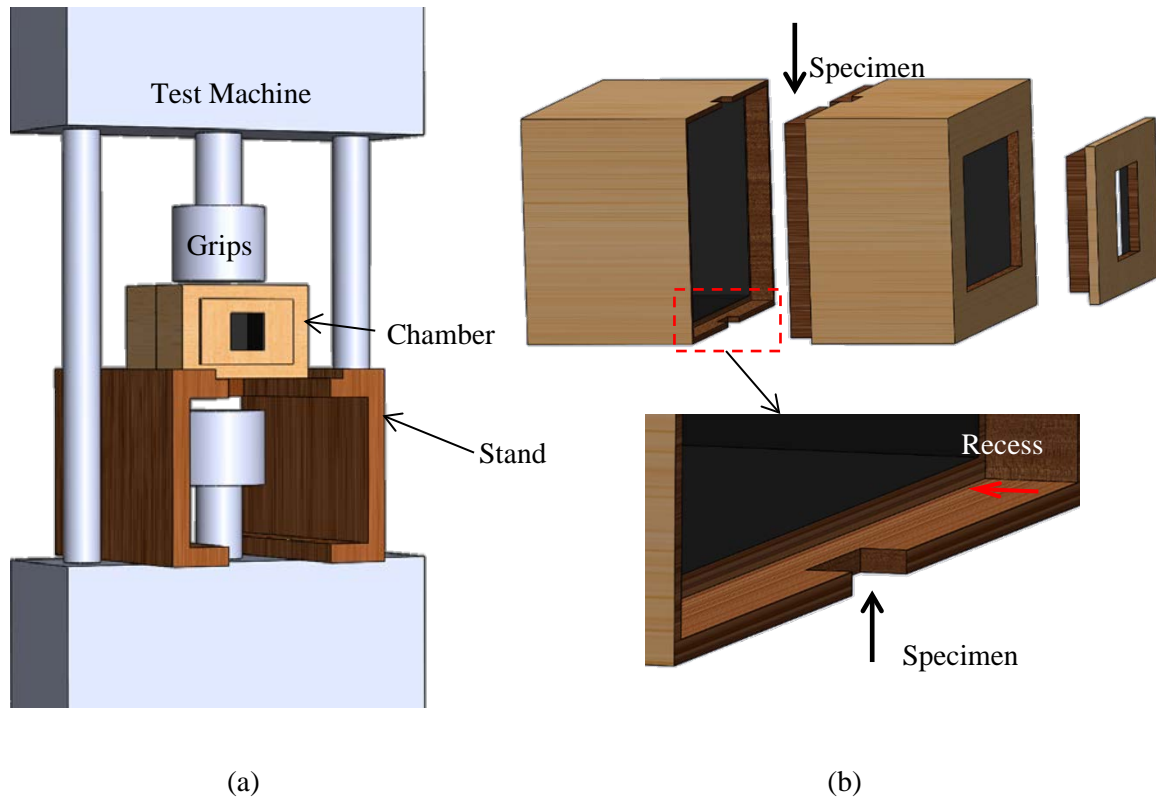 Test Machine
Grips
Chamber
Stand
Specimen
Recess
Specimen
(a)
(b)